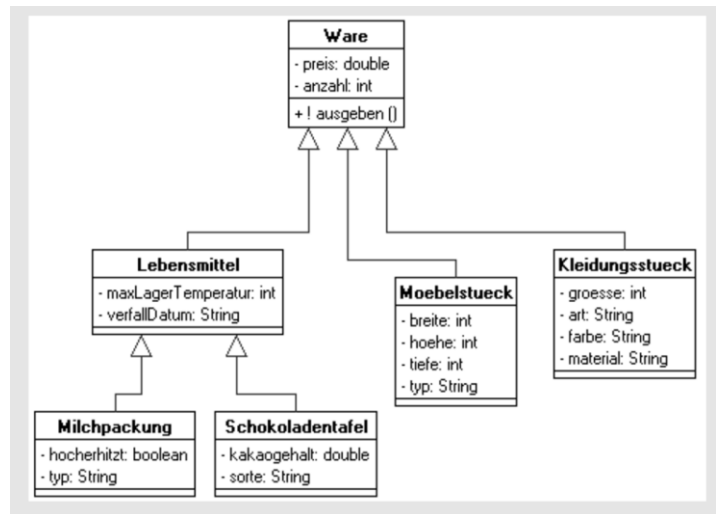 Ware
- preis: double
- anzahl: int
+ ! ausgeben ()
Lebensmittel
- maxLagerTemperatur: int
- verfallDatum: String
Moebelstueck
- breite: int
- hoehe: int
- tiefe: int
- typ: String
Kleidungsstueck
- groesse: int
- art: String
- farbe: String
- material: String
Milchpackung
- hocherhitzt: boolean
- typ: String
Schokoladentafel
- kakaogehalt: double
- sorte: String